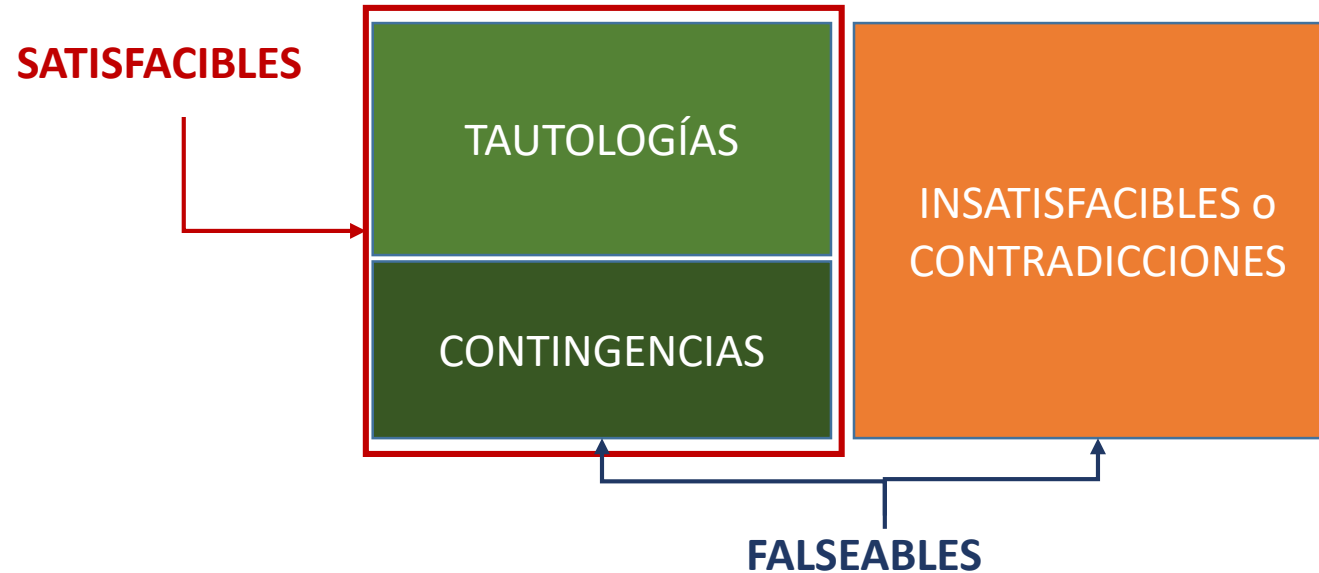 SATISFACIBLES
TAUTOLOGÍAS
CONTINGENCIAS
INSATISFACIBLES o
CONTRADICCIONES
FALSEABLES